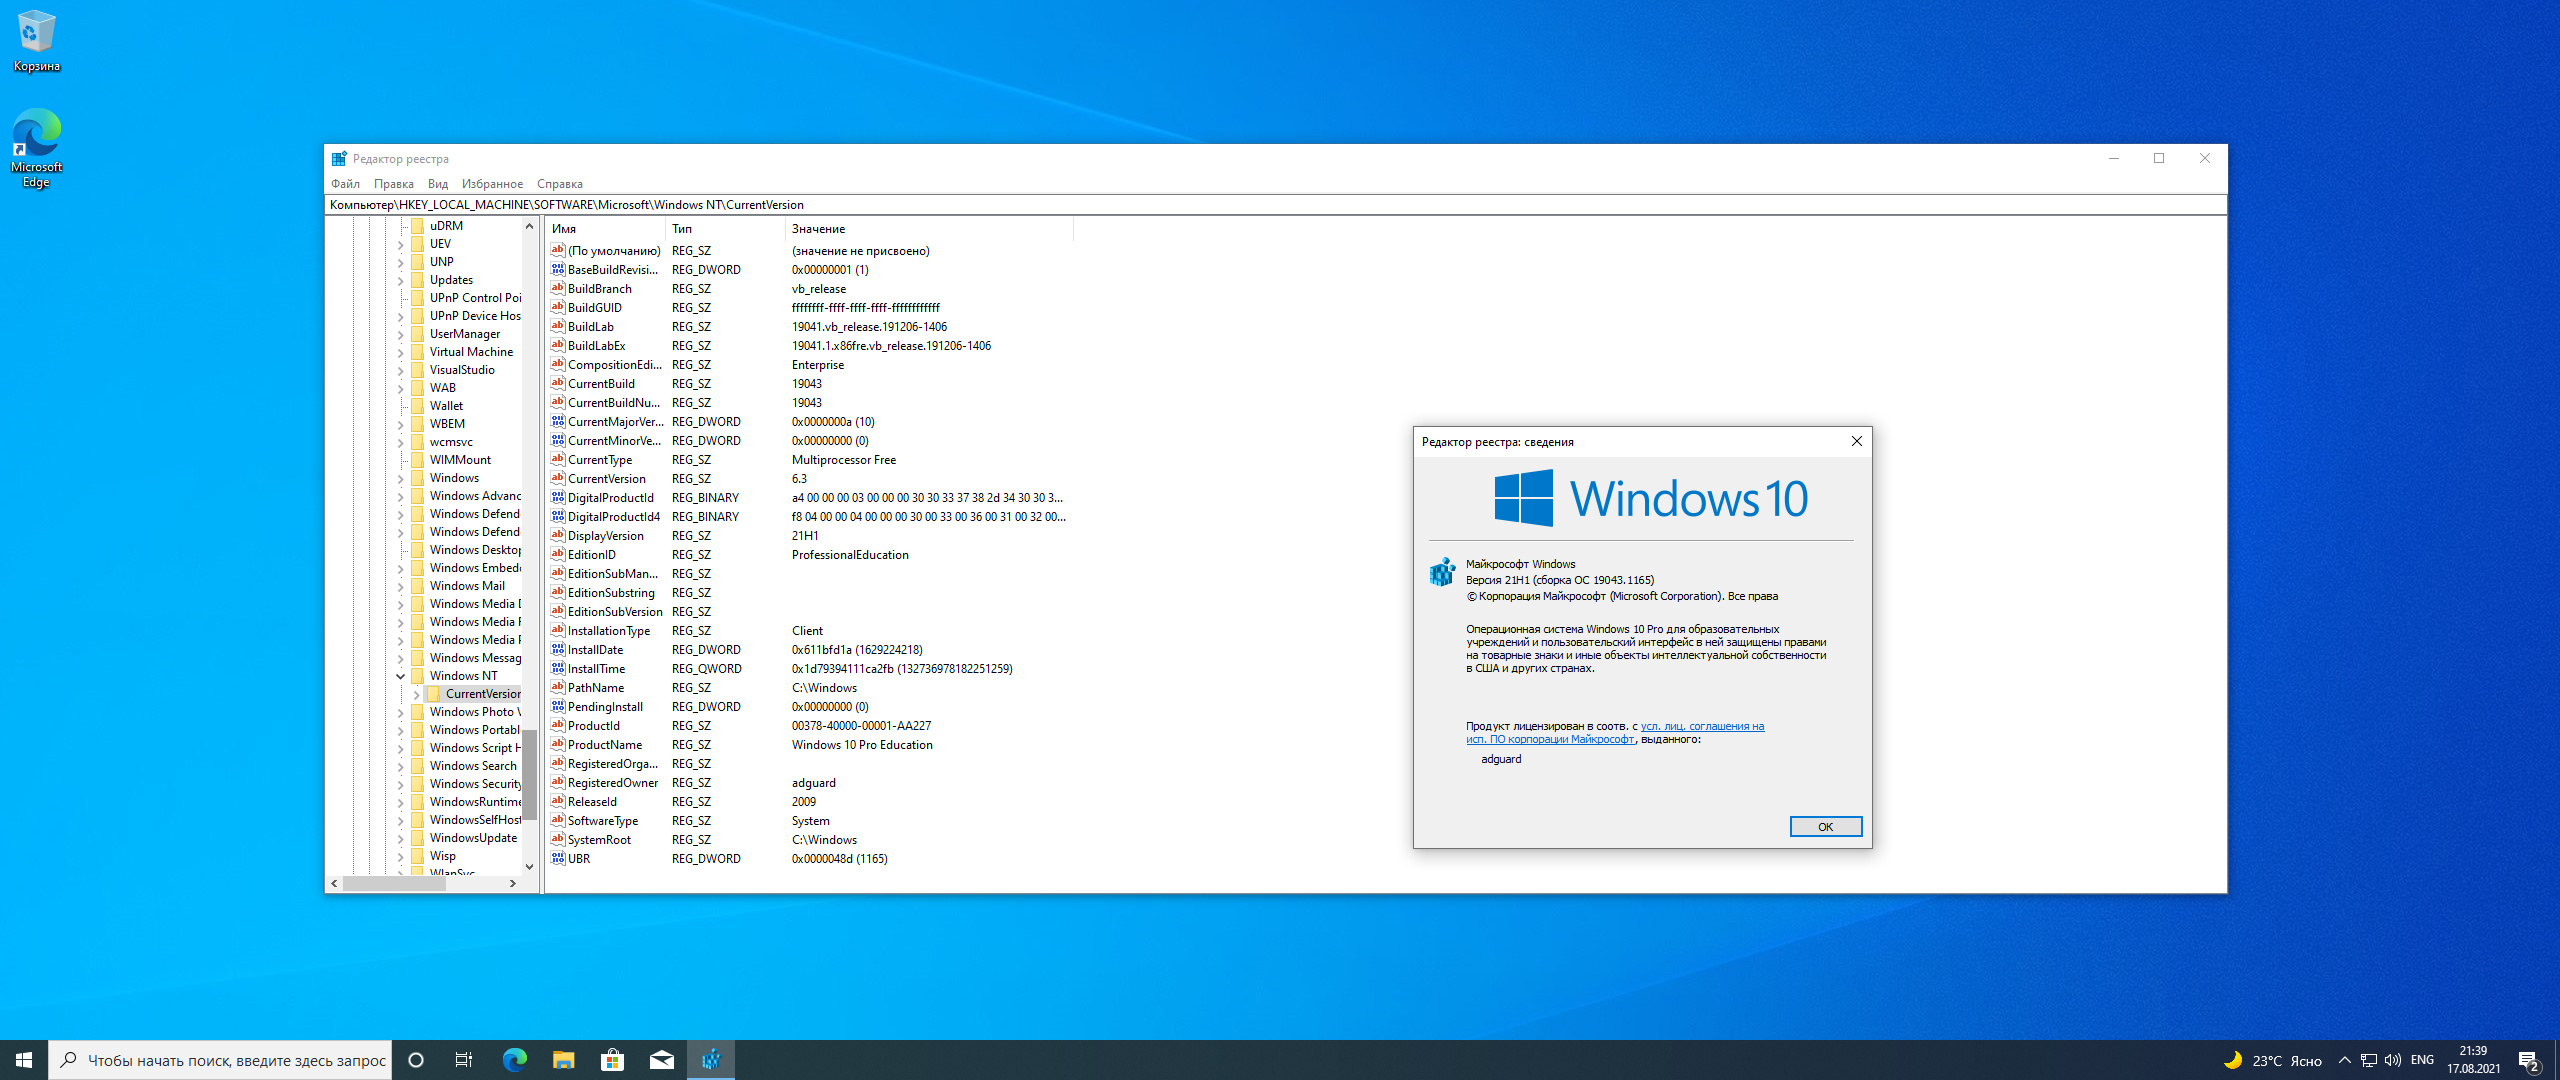 Корзина
Microsoft
Edge
Редактор реестра
Файл Правка Вид Избранное Справка
Компьютер\HKEY_LOCAL_MACHINE\SOFTWARE\Microsoft\Windows NT\CurrentVersion
uDRM
UEV
UNP
Updates
UPnP Control Poi
UPnP Device Hos
UserManager
Virtual Machine
VisualStudio
WAB
Wallet
WBEM
wcmsvc
WIMMount
Windows
Windows Advanc
Windows Defend
Windows Defend
Windows Desktop
Windows Embedd
Windows Mail
Windows Media D
Windows Media F
Windows Media P
Windows Messag
Windows NT
CurrentVersion
Windows Photo V
Windows Portabl
Windows Script H
Windows Search
Windows Security
WindowsRuntime
WindowsSelfHost
WindowsUpdate
Wisp
WlanSvc
Имя Тип Значение
(По умолчанию) REG_SZ (значение не присвоено)
BaseBuildRevisi... REG_DWORD 0x00000001 (1)
BuildBranch REG_SZ vb_release
BuildGUID REG_SZ ffffffff-ffff-ffff-ffff-ffffffffffff
BuildLab REG_SZ 19041.vb_release.191206-1406
BuildLabEx REG_SZ 19041.1.x86fre.vb_release.191206-1406
CompositionEdi... REG_SZ Enterprise
CurrentBuild REG_SZ 19043
CurrentBuildNu... REG_SZ 19043
CurrentMajorVer... REG_DWORD 0x0000000a (10)
CurrentMinorVe... REG_DWORD 0x00000000 (0)
CurrentType REG_SZ Multiprocessor Free
CurrentVersion REG_SZ 6.3
DigitalProductId REG_BINARY a4 00 00 00 03 00 00 00 30 30 33 37 38 2d 34 30 30 3...
DigitalProductId4 REG_BINARY f8 04 00 00 04 00 00 00 30 00 33 00 36 00 31 00 32 00...
DisplayVersion REG_SZ 21H1
EditionID REG_SZ ProfessionalEducation
EditionSubMan... REG_SZ
EditionSubstring REG_SZ
EditionSubVersion REG_SZ
InstallationType REG_SZ Client
InstallDate REG_DWORD 0x611bfd1a (1629224218)
InstallTime REG_QWORD 0x1d79394111ca2fb (132736978182251259)
PathName REG_SZ C:\Windows
PendingInstall REG_DWORD 0x00000000 (0)
ProductId REG_SZ 00378-40000-00001-AA227
ProductName REG_SZ Windows 10 Pro Education
RegisteredOrga... REG_SZ
RegisteredOwner REG_SZ adguard
ReleaseId REG_SZ 2009
SoftwareType REG_SZ System
SystemRoot REG_SZ C:\Windows
UBR REG_DWORD 0x0000048d (1165)
Редактор реестра: сведения
Windows 10
Майкрософт Windows
Версия 21H1 (сборка ОС 19043.1165)
© Корпорация Майкрософт (Microsoft Corporation). Все права
Операционная система Windows 10 Pro для образовательных
учреждений и пользовательский интерфейс в ней защищены правами
на товарные знаки и иные объекты интеллектуальной собственности
в США и других странах.
Продукт лицензирован в соотв. с усл. лиц. соглашения на
исп. ПО корпорации Майкрософт, выданного:
adguard
ОК
Чтобы начать поиск, введите здесь запрос
23°C Ясно
ENG
21:39
17.08.2021
2